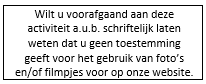 Wilt u voorafgaand aan deze
activiteit a.u.b. schriftelijk laten
weten dat u geen toestemming
geeft voor het gebruik van foto's
en/of filmpjes voor op onze website.